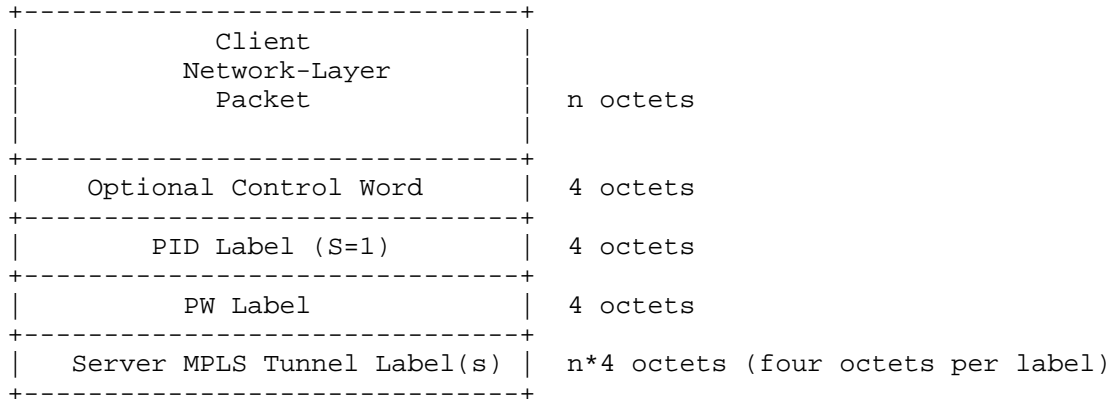 Client
Network-Layer
Packet n octets
Optional Control Word 4 octets
PID Label (S=1) 4 octets
PW Label 4 octets
Server MPLS Tunnel Label(s) n*4 octets (four octets per label)